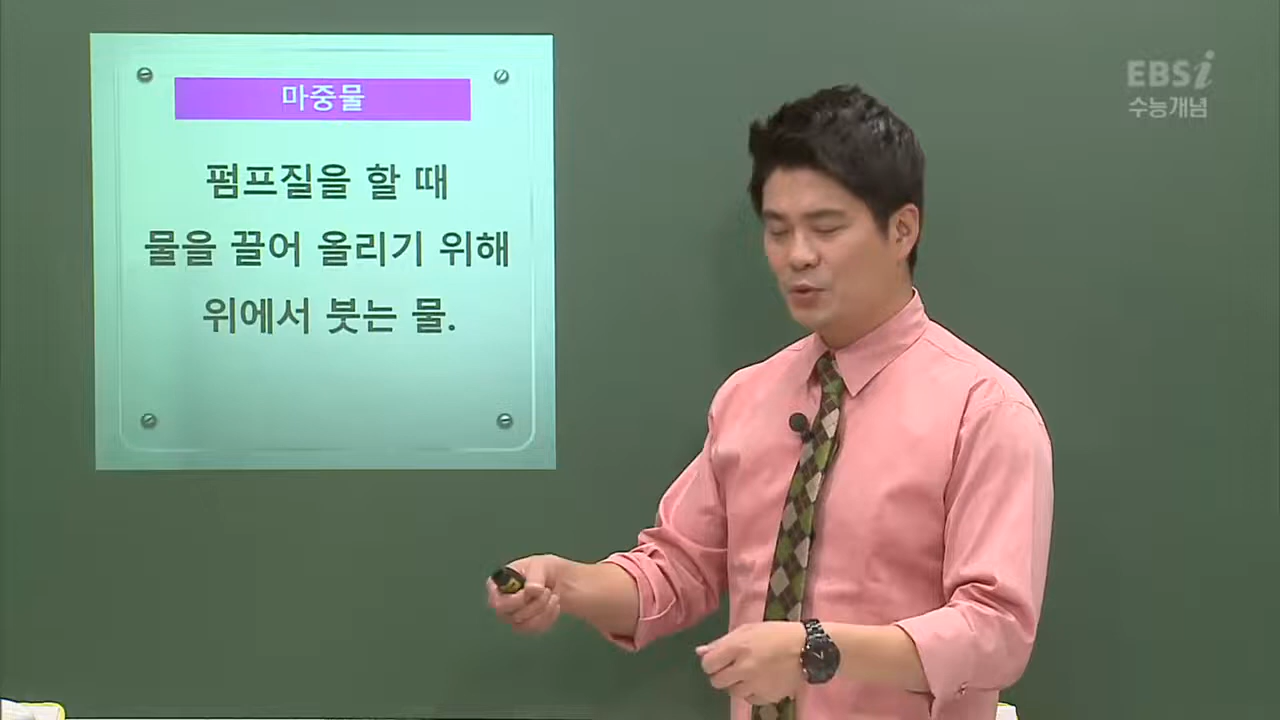 마중물
펌프질을 할 때
물을 끌어 올리기 위해
위에서 붓는 물.
EBSi
수능개념